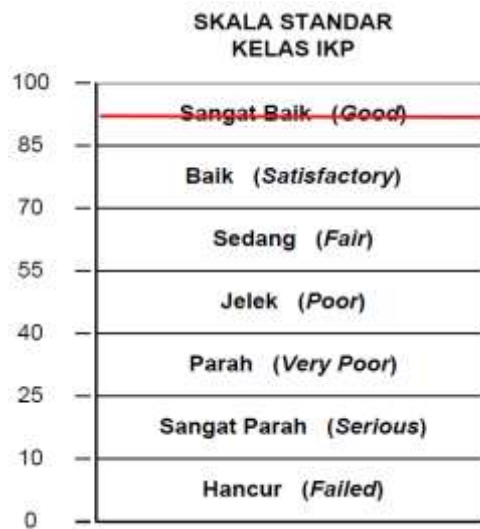 SKALA STANDAR
KELAS IKP
100
Sangat Baik (Good)
85
Baik (Satisfactory)
70
Sedang (Fair)
55
Jelek (Poor)
40
Parah (Very Poor)
25
Sangat Parah (Serious)
10
Hancur (Failed)
0